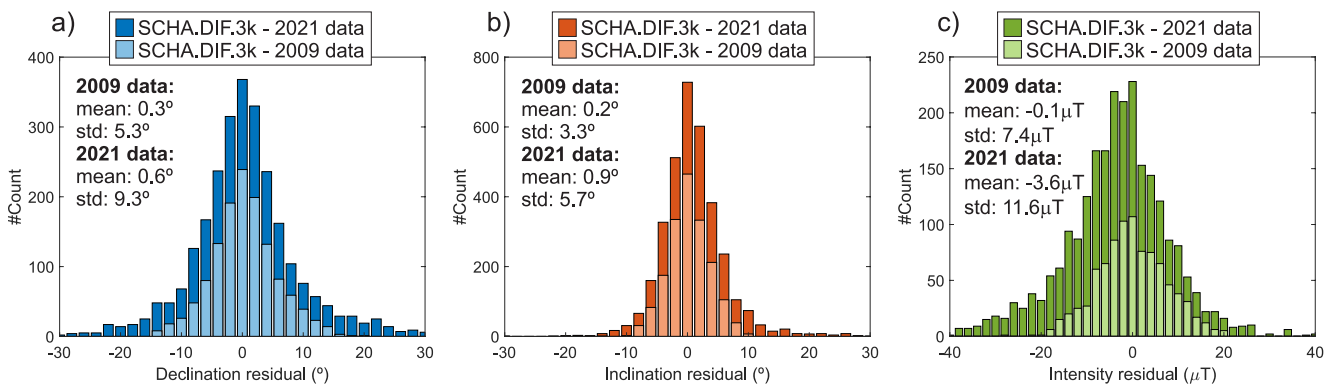 a)
SCHA.DIF.3k - 2021 data
SCHA.DIF.3k - 2009 data
400
300
200
100
0
#Count
2009 data:
mean: 0.3º
std: 5.3º
2021 data:
mean: 0.6º
std: 9.3º
-30 -20 -10 0 10 20 30
Declination residual (º)
b)
SCHA.DIF.3k - 2021 data
SCHA.DIF.3k - 2009 data
800
600
400
200
0
#Count
2009 data:
mean: 0.2º
std: 3.3º
2021 data:
mean: 0.9º
std: 5.7º
-30 -20 -10 0 10 20 30
Inclination residual (º)
c)
SCHA.DIF.3k - 2021 data
SCHA.DIF.3k - 2009 data
250
200
150
100
50
0
#Count
2009 data:
mean: -0.1μT
std: 7.4μT
2021 data:
mean: -3.6μT
std: 11.6μT
-40 -20 0 20 40
Intensity residual (μT)